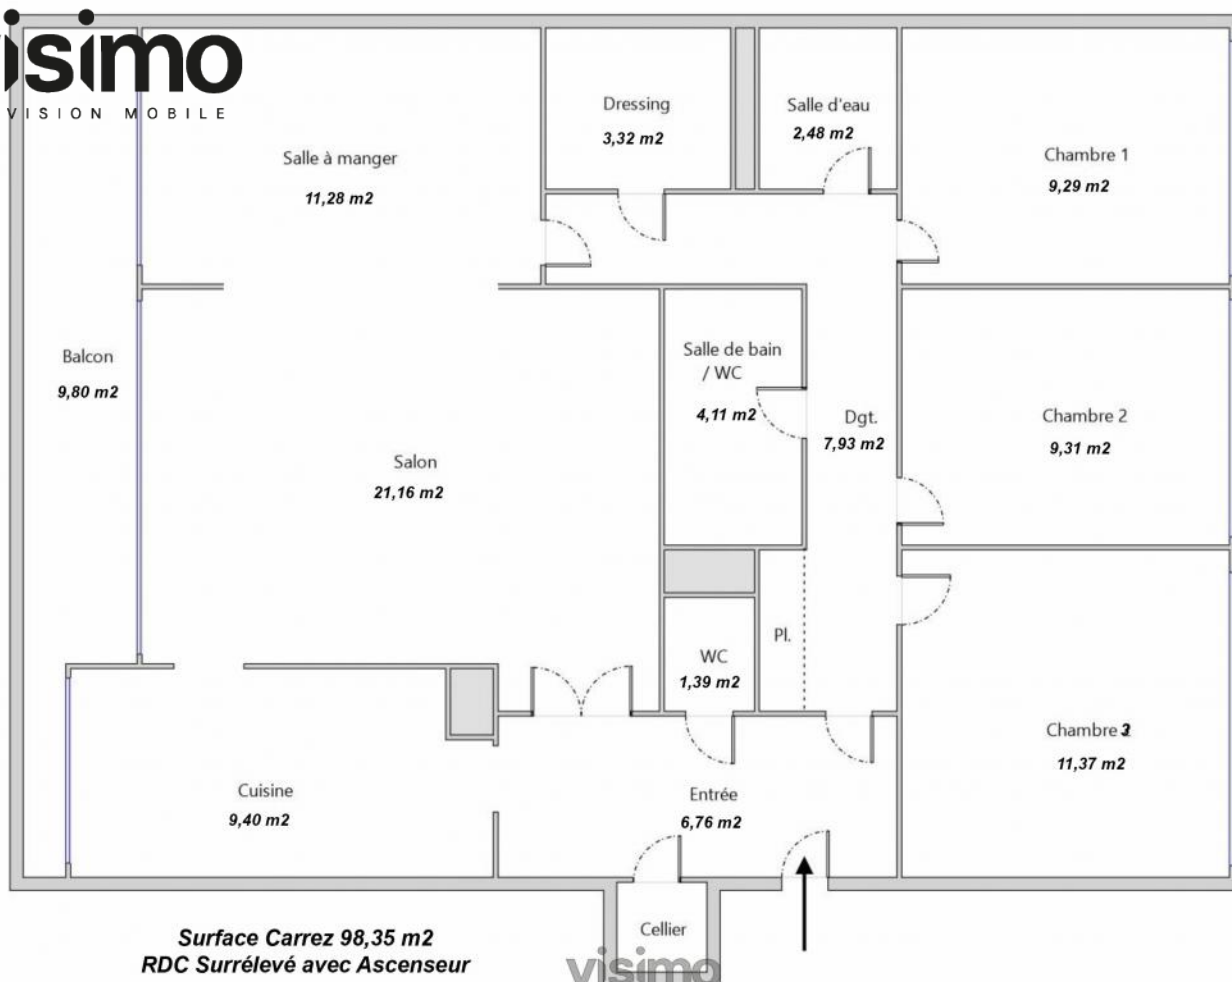 visimo
VISION MOBILE
Dressing
3,32 m2
Salle d'eau
2,48 m2
Salle à manger
11,28 m2
Chambre 1
9,29 m2
Balcon
9,80 m2
Salle de bain
/ WC
4,11 m2
Dgt.
7,93 m2
Chambre 2
9,31 m2
Salon
21,16 m2
Pl.
WC
1,39 m2
Chambre 3
11,37 m2
Cuisine
9,40 m2
Entrée
6,76 m2
Cellier
Surface Carrez 98,35 m2
RDC Surrélevé avec Ascenseur
visimo